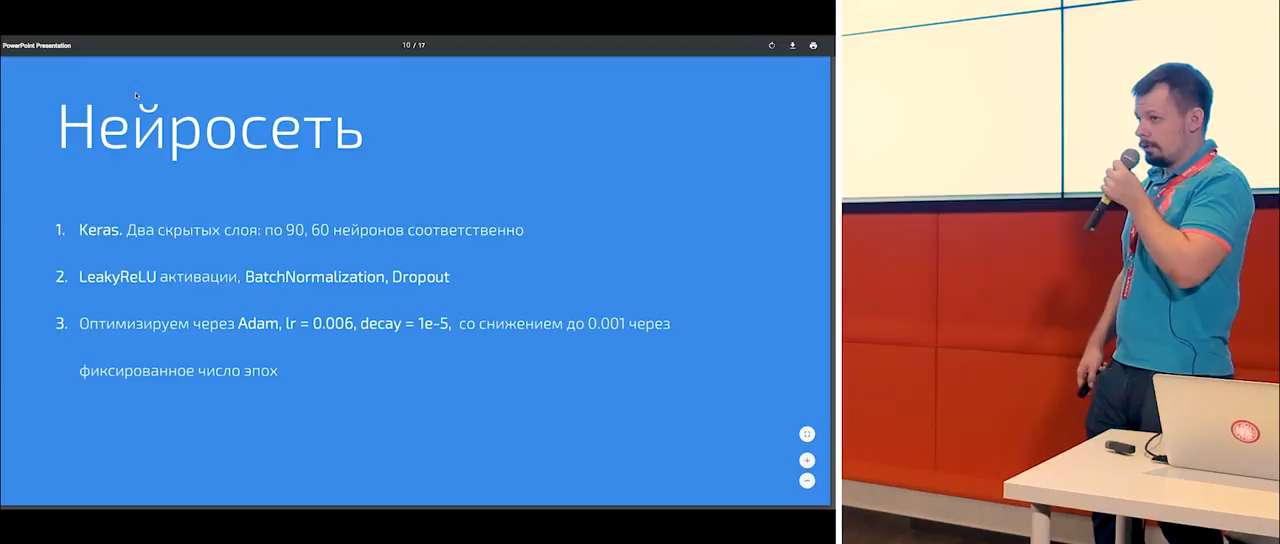 PowerPoint Presentation
10 / 17
Нейросеть
1. Keras. Два скрытых слоя: по 90, 60 нейронов соответственно
2. LeakyReLU активации, BatchNormalization, Dropout
3. Оптимизируем через Adam, lr = 0.006, decay = 1e-5, со снижением до 0.001 через
фиксированное число эпох